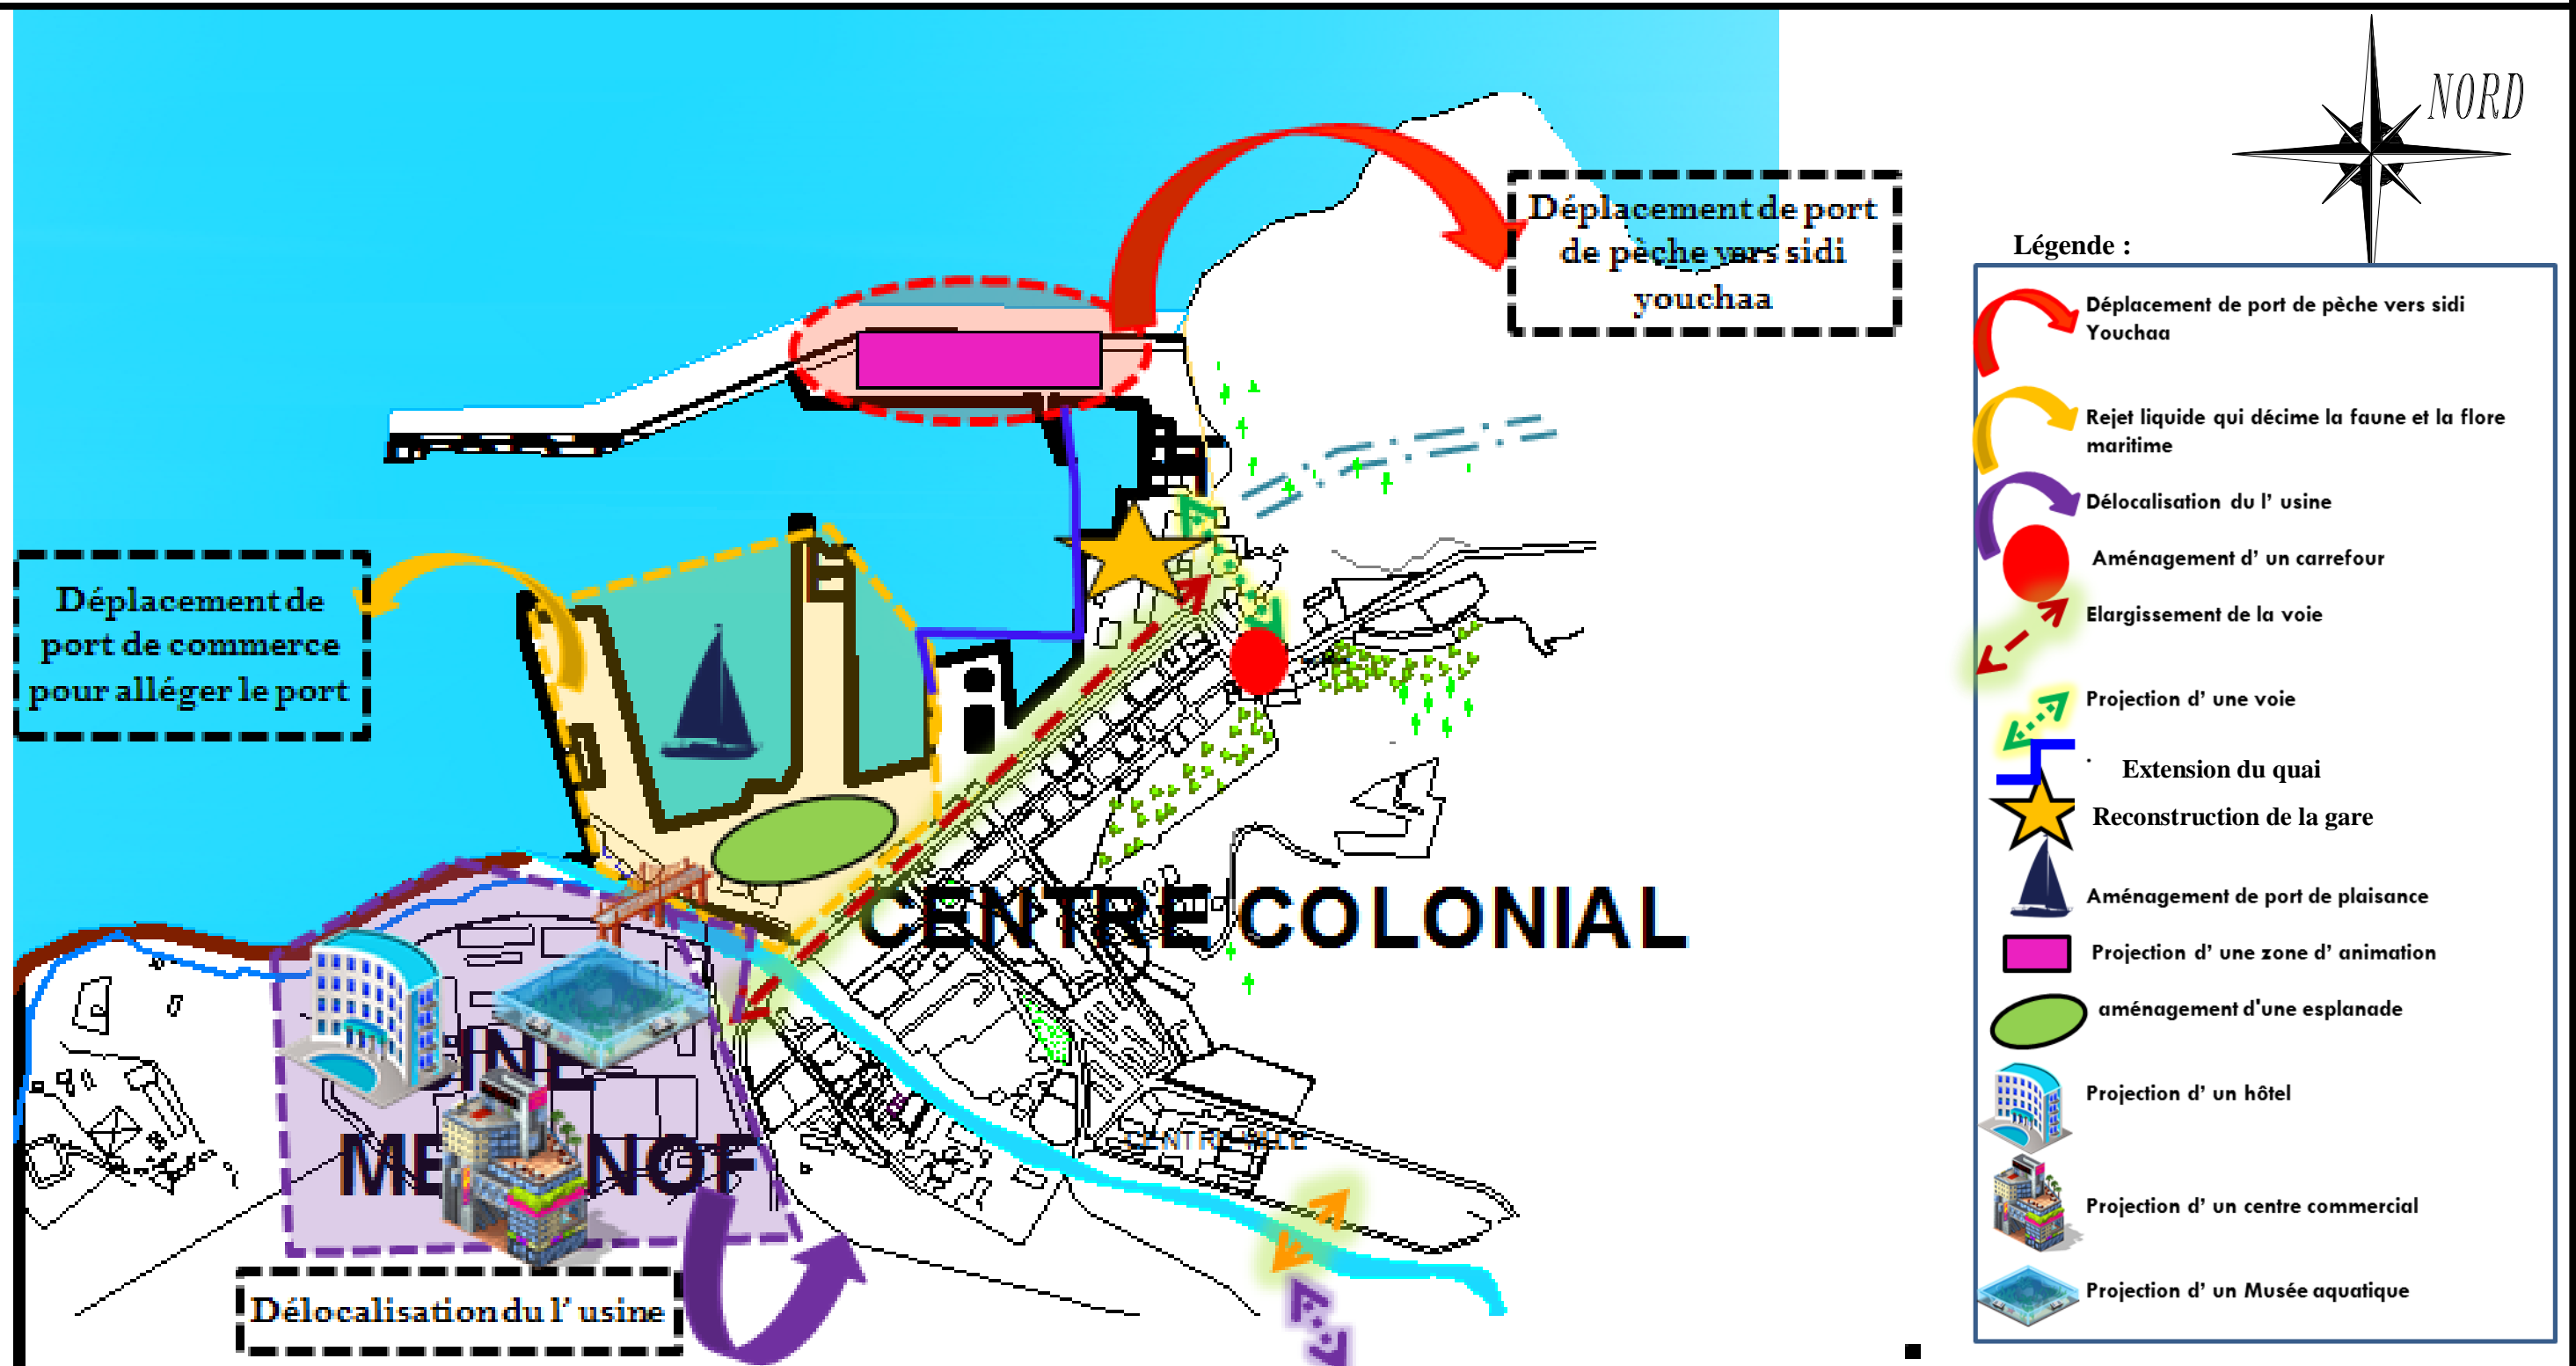 NORD
Déplacement de port
de pèche vers sidi
youchaa
Déplacement de
port de commerce
pour alléger le port
CENTRE COLONIAL
CENTRE VILLE
Délocalisation du l' usine
Légende :
Déplacement de port de pèche vers sidi
Youchaa
Rejet liquide qui décime la faune et la flore
maritime
Délocalisation du l' usine
Aménagement d' un carrefour
Elargissement de la voie
Projection d' une voie
Extension du quai
Reconstruction de la gare
Aménagement de port de plaisance
Projection d' une zone d' animation
aménagement d'une esplanade
Projection d' un hôtel
Projection d' un centre commercial
Projection d' un Musée aquatique